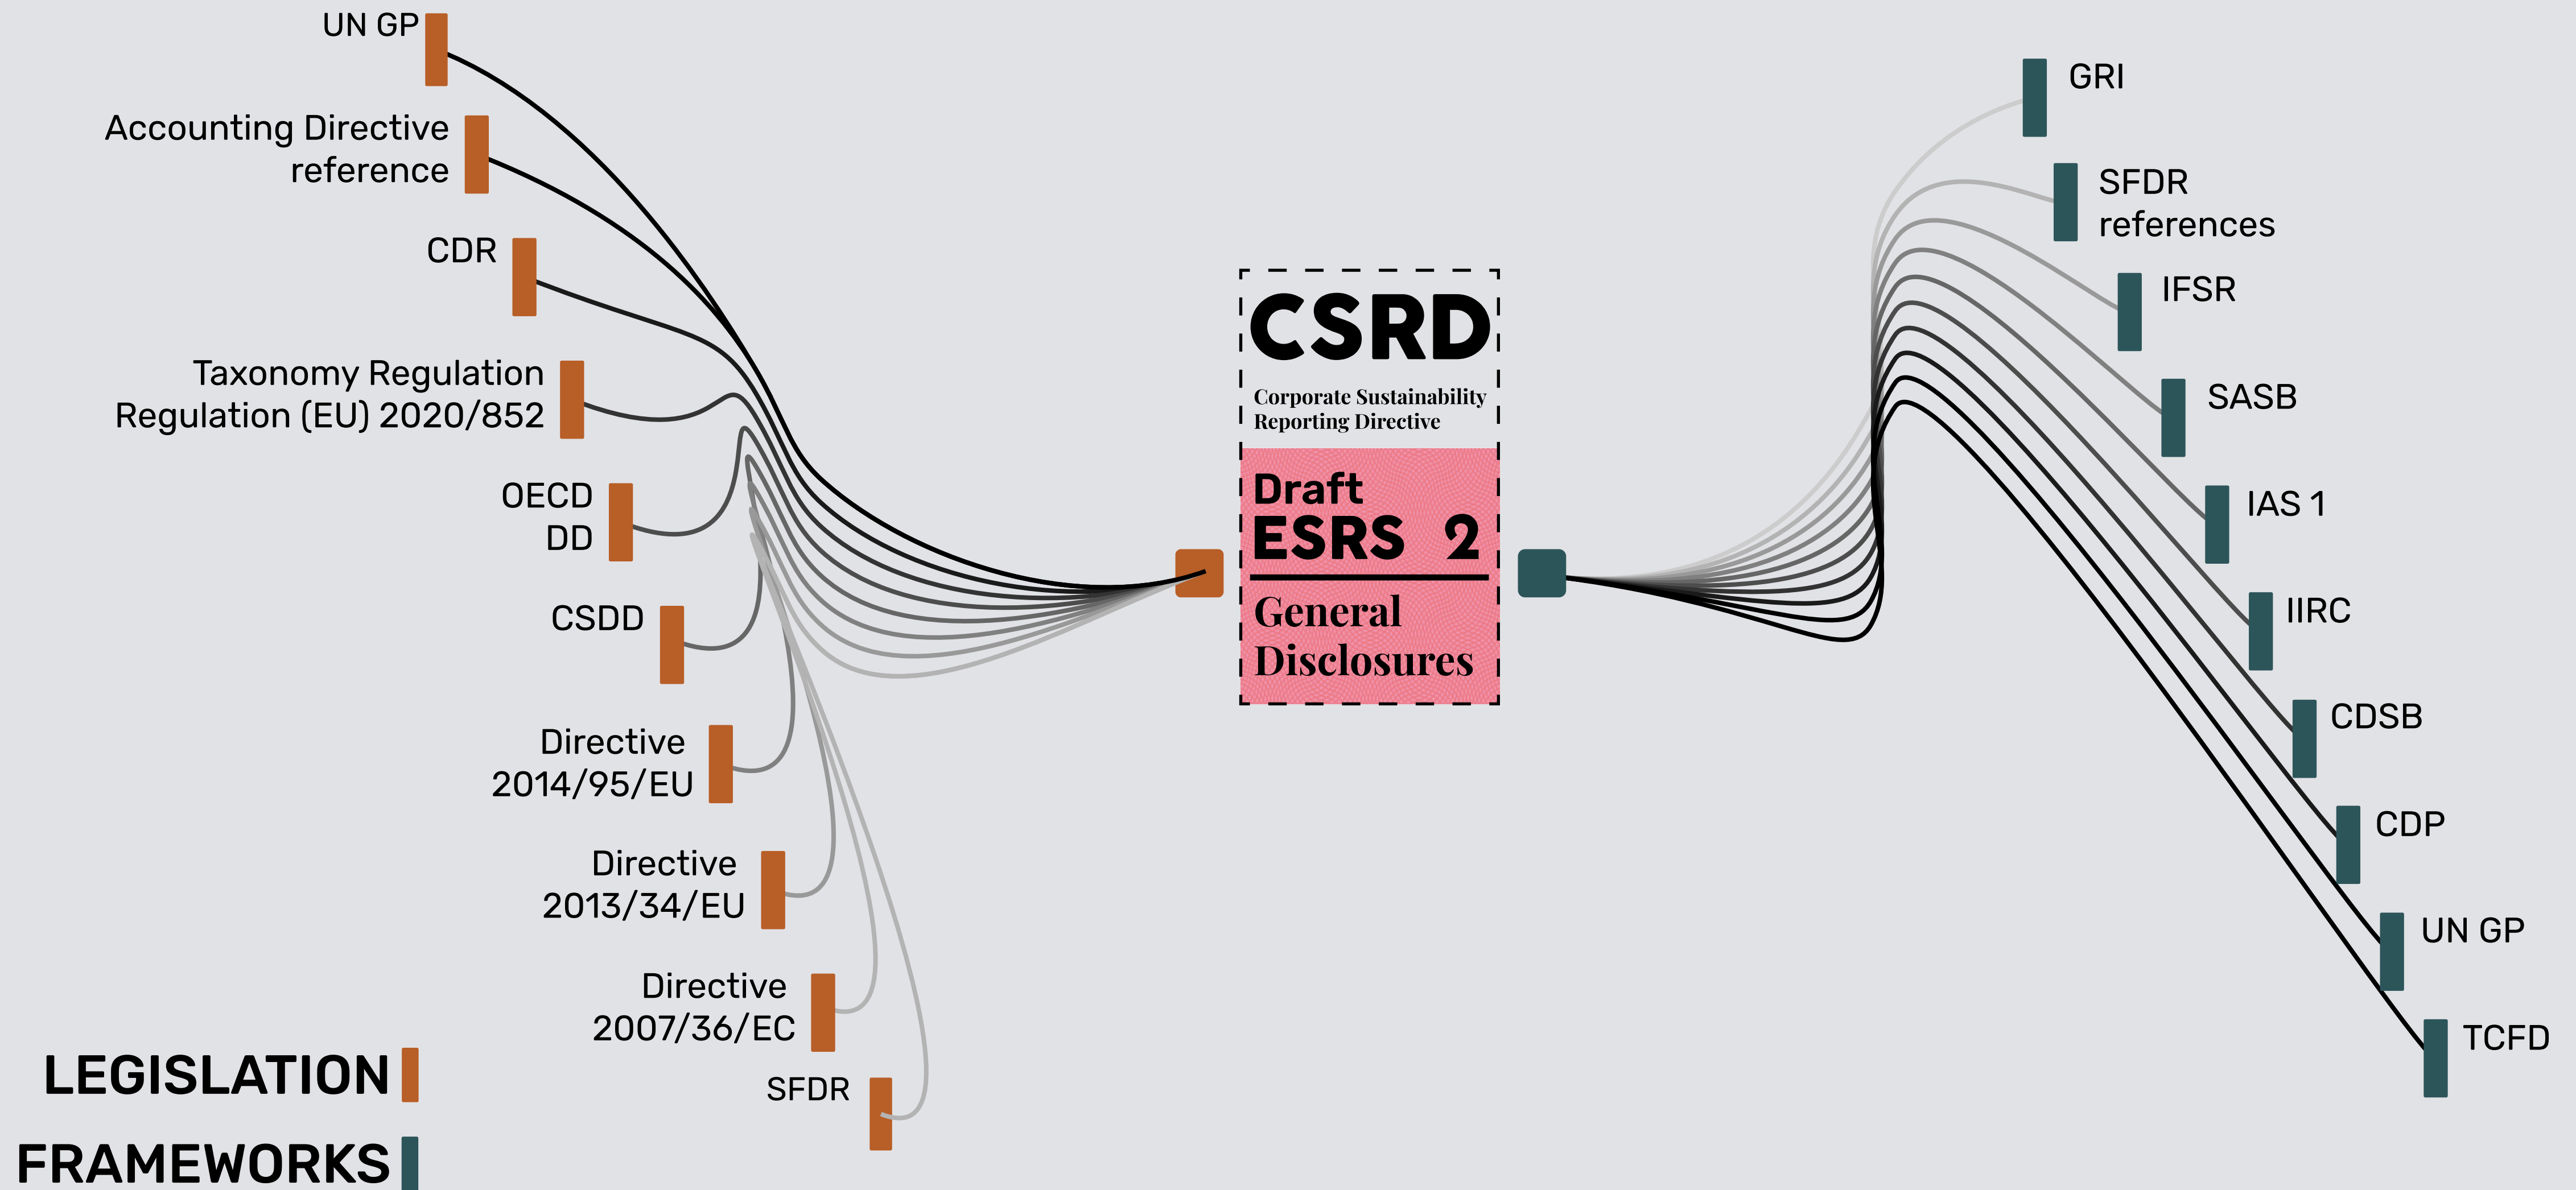 UN GP
Accounting Directive
reference
CDR
Taxonomy Regulation
Regulation (EU) 2020/852
OECD
DD
CSDD
Directive
2014/95/EU
Directive
2013/34/EU
Directive
2007/36/EC
SFDR
LEGISLATION
FRAMEWORKS
CSRD
Corporate Sustainability
Reporting Directive
Draft
ESRS 2
General
Disclosures
GRI
SFDR
references
IFSR
SASB
IAS 1
IIRC
CDSB
CDP
UN GP
TCFD